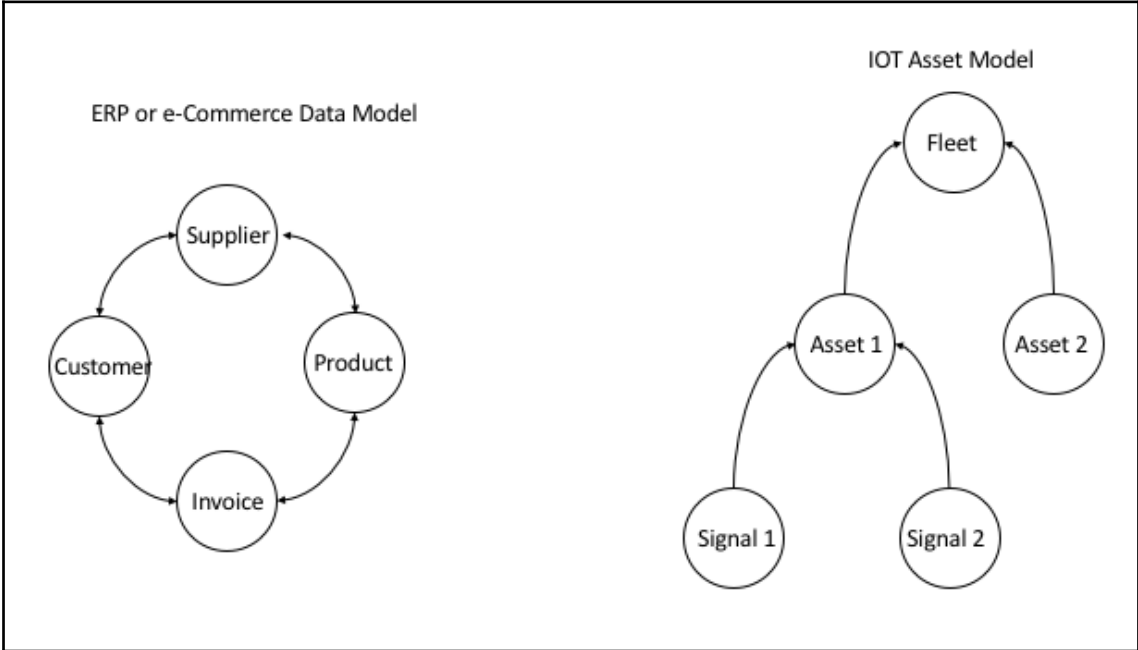 ERP or e-Commerce Data Model
Supplier
Customer
Product
Invoice
IOT Asset Model
Fleet
Asset 1
Asset 2
Signal 1
Signal 2